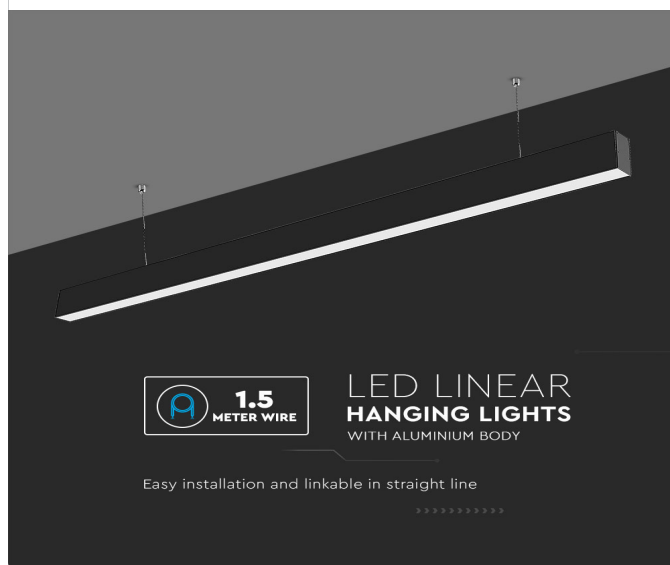 1.5
METER WIRE
LED LINEAR
HANGING LIGHTS
WITH ALUMINIUM BODY
Easy installation and linkable in straight line